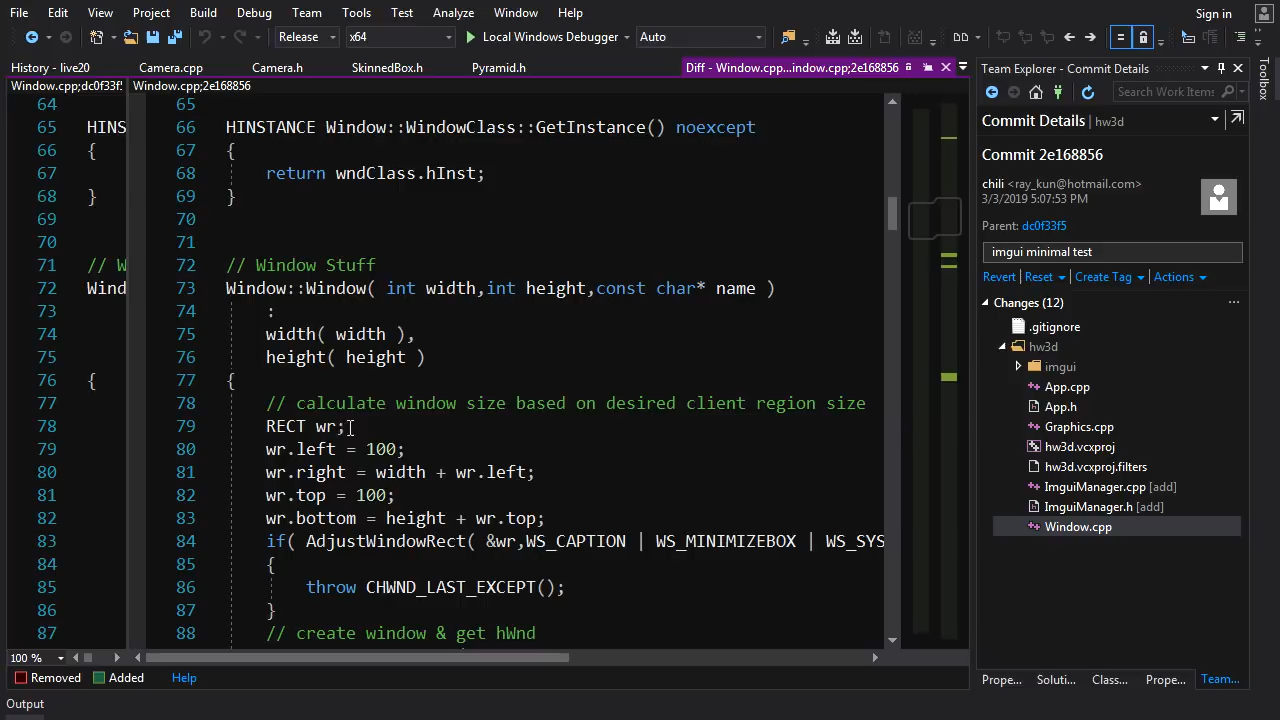 File Edit View Project Build Debug Team Tools Test Analyze Window Help Sign in
Release x64 Local Windows Debugger Auto
History - live20 Camera.cpp Camera.h SkinnedBox.h Pyramid.h Diff - Window.cpp...indow.cpp;2e168856
Window.cpp;dc0f33f5 Window.cpp;2e168856
64 65
65 HINS 66 HINSTANCE Window::WindowClass::GetInstance() noexcept
66 { 67 {
67 68 return wndClass.hInst;
68 } 69 }
69 70
70 71
71 // W 72 // Window Stuff
72 Wind 73 Window::Window( int width,int height,const char* name )
73 74 :
74 75 width( width ),
75 76 height( height )
76 { 77 {
77 78 // calculate window size based on desired client region size
78 79 RECT wr;
79 80 wr.left = 100;
80 81 wr.right = width + wr.left;
81 82 wr.top = 100;
82 83 wr.bottom = height + wr.top;
83 84 if( AdjustWindowRect( &wr,WS_CAPTION | WS_MINIMIZEBOX | WS_SYS
84 85 {
85 86 throw CHWND_LAST_EXCEPT();
86 87 }
87 88 // create window & get hWnd
100 %
Removed Added Help
Output
Team Explorer - Commit Details
Search Work Items
Commit Details | hw3d
Commit 2e168856
chili <ray_kun@hotmail.com>
3/3/2019 5:07:53 PM
Parent: dc0f33f5
imgui minimal test
Revert Reset Create Tag Actions
Changes (12) ...
.gitignore
hw3d
imgui
App.cpp
App.h
Graphics.cpp
hw3d.vcxproj
hw3d.vcxproj.filters
ImguiManager.cpp [add]
ImguiManager.h [add]
Window.cpp
Prope... Soluti... Class... Prope... Team...
Toolbox